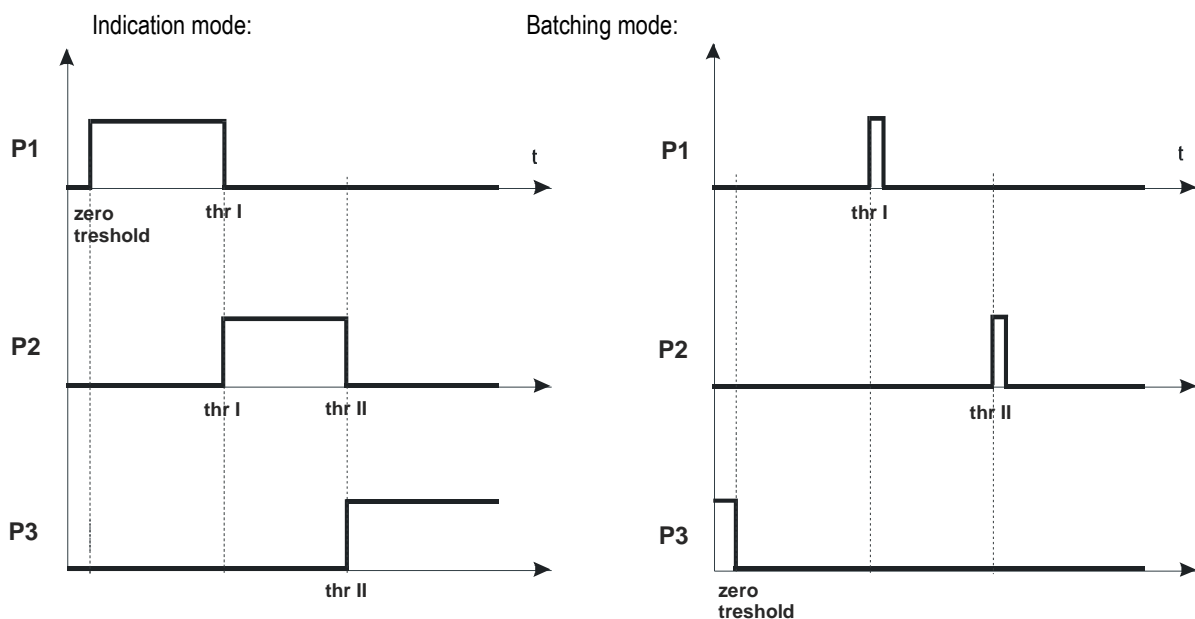 Indication mode:
P1
t
zero
treshold
thr I
P2
thr I
thr II
P3
thr II
Batching mode:
P1
t
thr I
P2
thr II
P3
zero
treshold